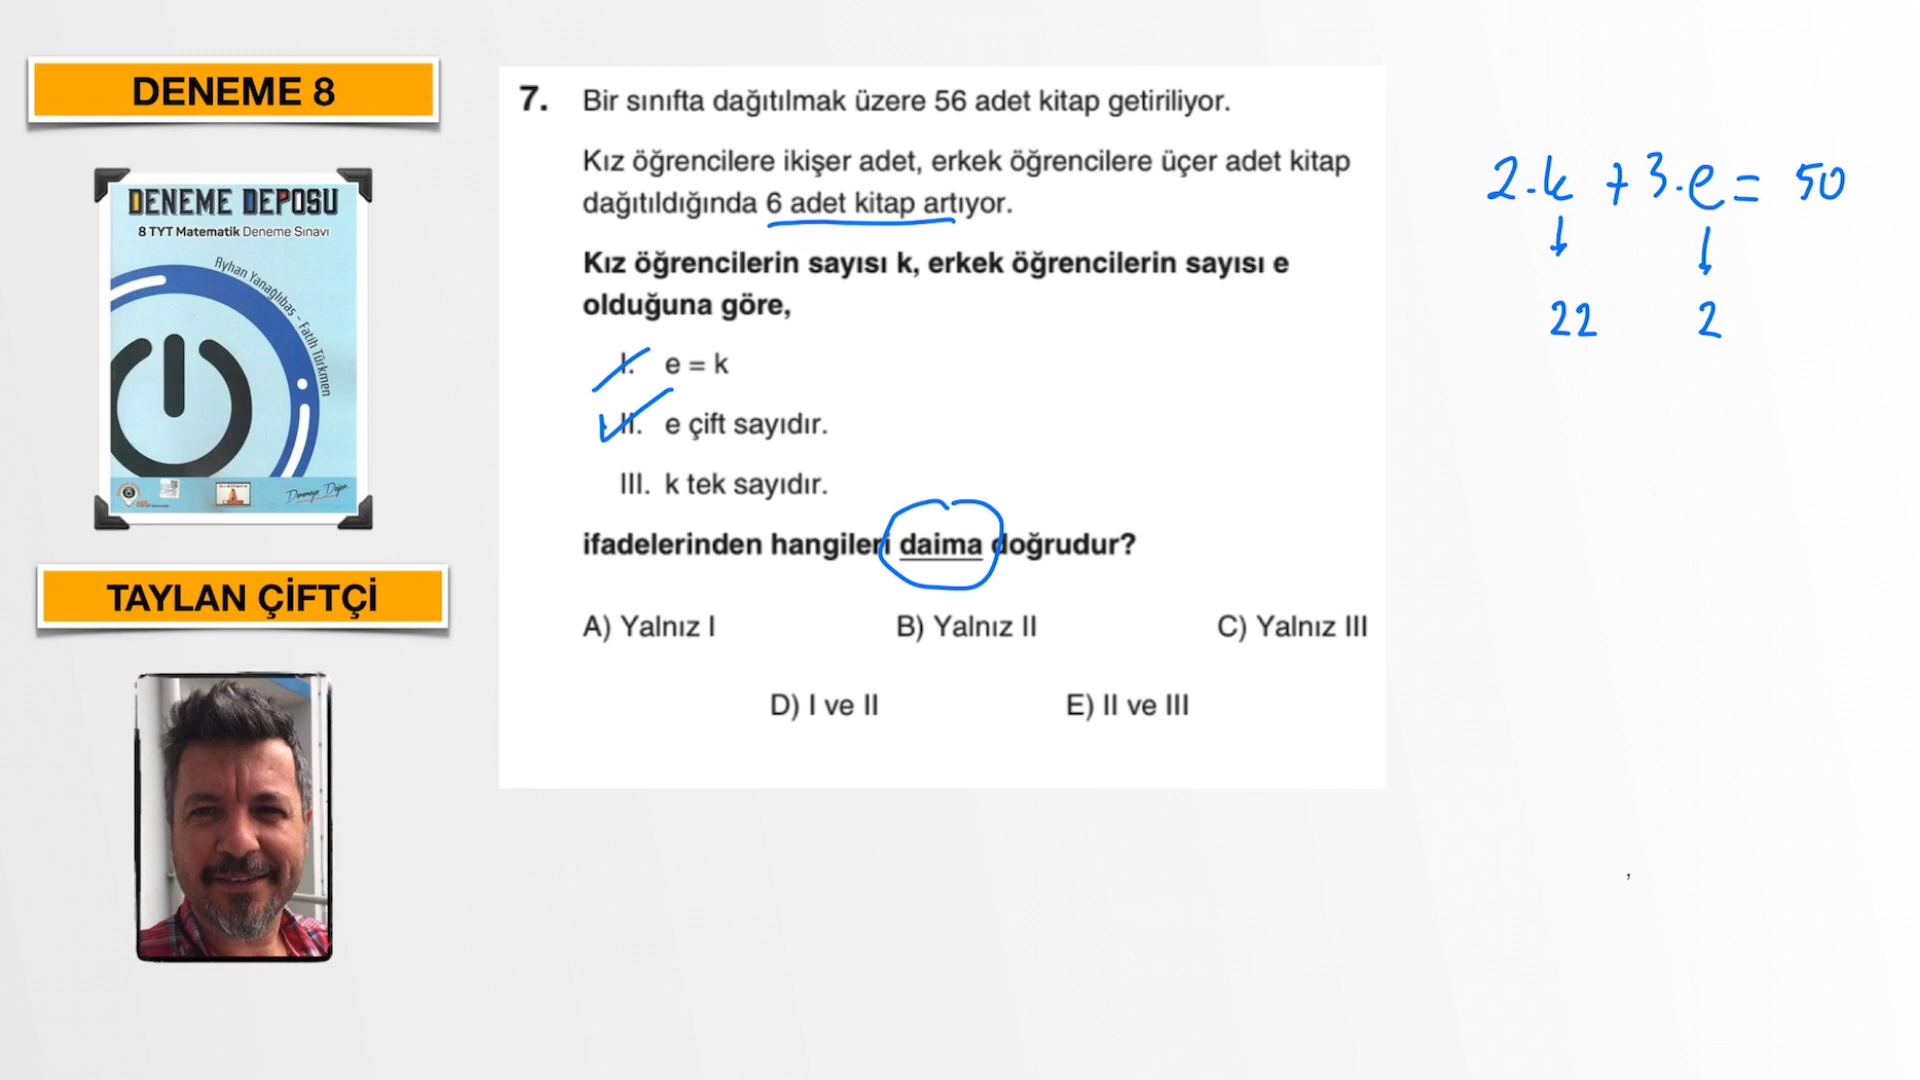 DENEME 8
DENEME DEPOSU
8 TYT Matematik Deneme Sınavı
Ayhan Yanağlıbaş - Fatih Türkmen
Denemeye Değer
TAYLAN ÇİFTÇİ
7. Bir sınıfta dağıtılmak üzere 56 adet kitap getiriliyor.
Kız öğrencilere ikişer adet, erkek öğrencilere üçer adet kitap
dağıtıldığında 6 adet kitap artıyor.
Kız öğrencilerin sayısı k, erkek öğrencilerin sayısı e
olduğuna göre,
I. e = k
II. e çift sayıdır.
III. k tek sayıdır.
ifadelerinden hangileri daima doğrudur?
A) Yalnız I B) Yalnız II C) Yalnız III
D) I ve II E) II ve III
2.k + 3.e = 50
22 2